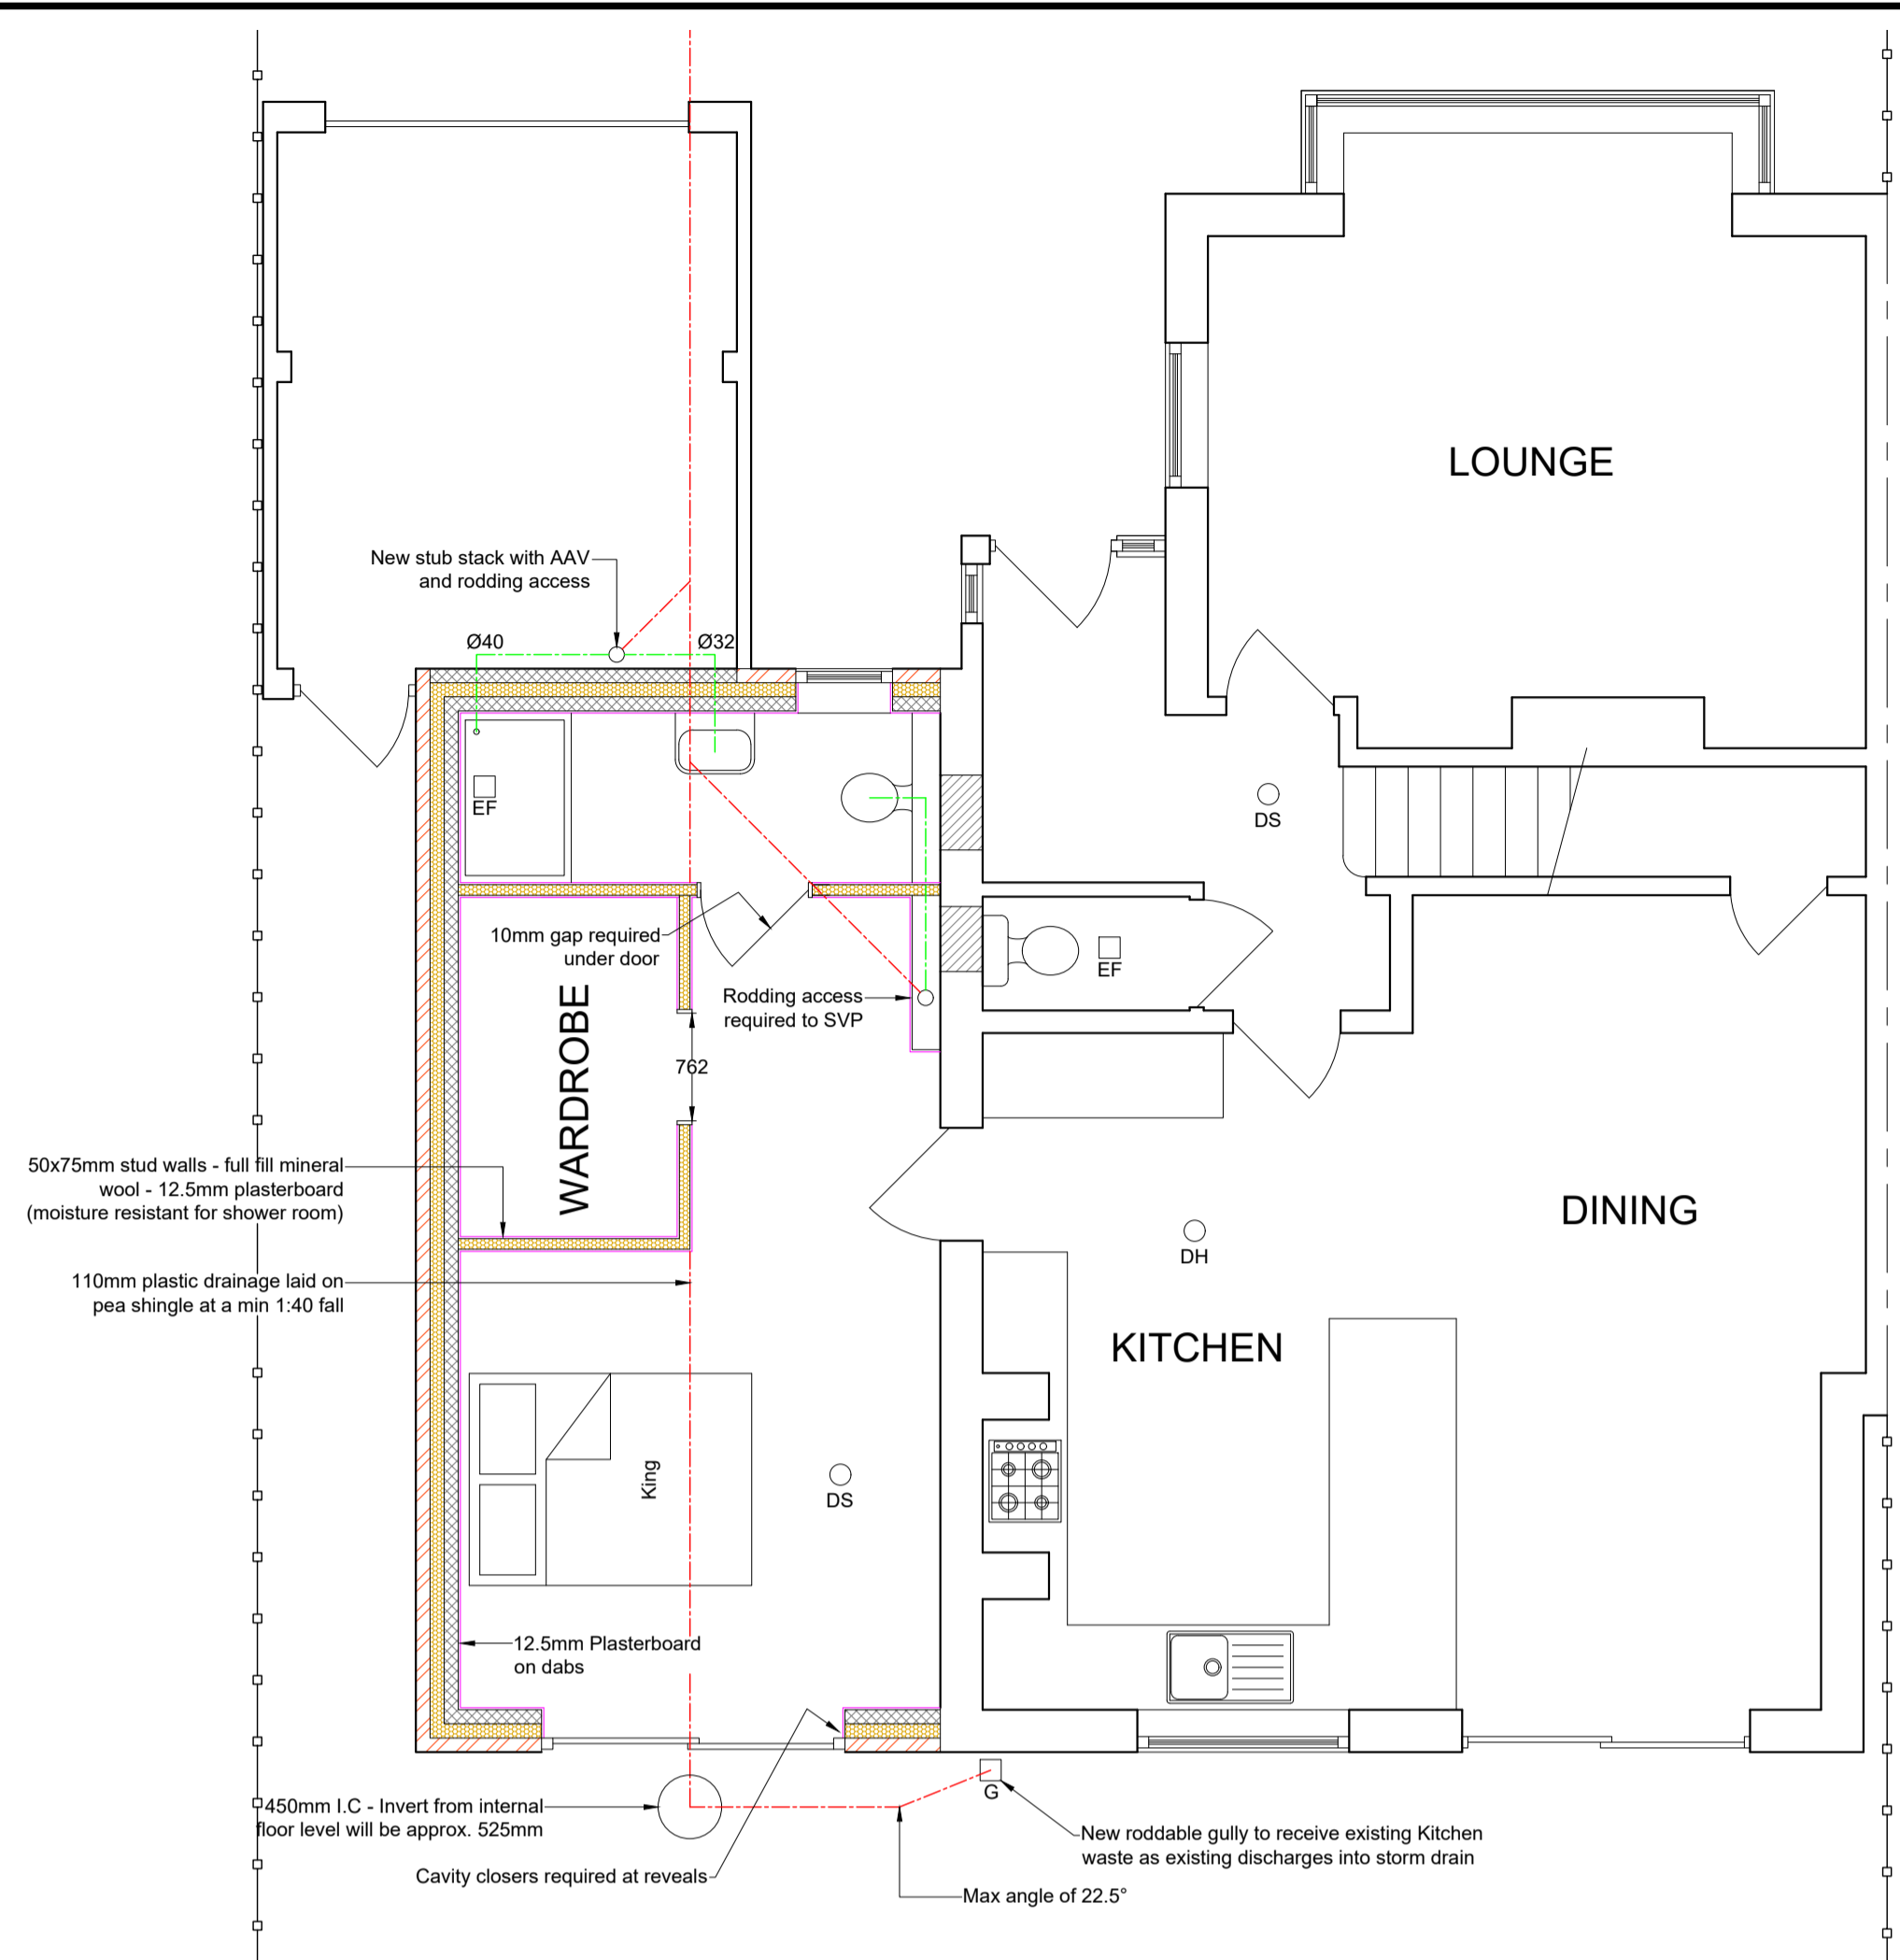 LOUNGE
New stub stack with AAV
and rodding access
Ø40
Ø32
EF
DS
10mm gap required
under door
EF
WARDROBE
Rodding access
required to SVP
762
50x75mm stud walls - full fill mineral
wool - 12.5mm plasterboard
(moisture resistant for shower room)
DINING
DH
110mm plastic drainage laid on
pea shingle at a min 1:40 fall
KITCHEN
King
DS
12.5mm Plasterboard
on dabs
G
450mm I.C - Invert from internal
floor level will be approx. 525mm
New roddable gully to receive existing Kitchen
waste as existing discharges into storm drain
Cavity closers required at reveals
Max angle of 22.5°